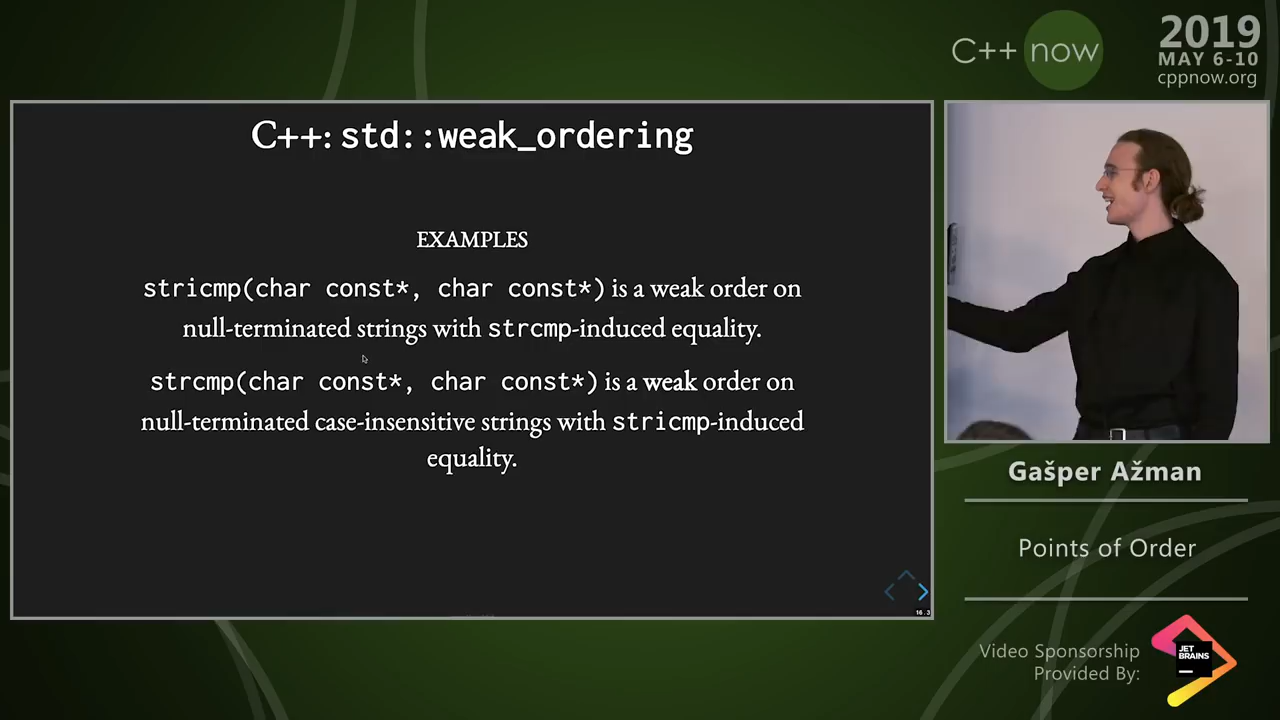 C++ now
2019
MAY 6-10
cppnow.org
C++: std::weak_ordering
EXAMPLES
stricmp(char const*, char const*) is a weak order on
null-terminated strings with strcmp-induced equality.
strcmp(char const*, char const*) is a weak order on
null-terminated case-insensitive strings with stricmp-induced
equality.
16.3
Gašper Ažman
Points of Order
Video Sponsorship
Provided By:
JET
BRAINS